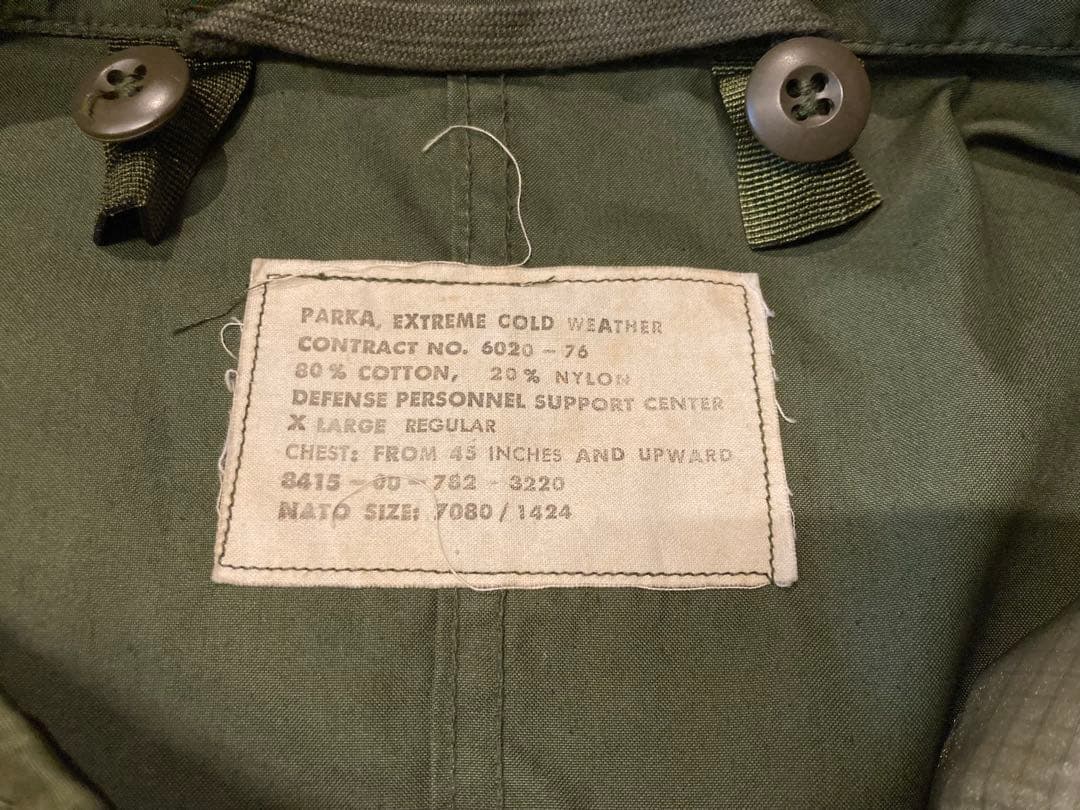 PARKA, EXTREME COLD WEATHER
CONTRACT NO. 6020 - 76
80% COTTON, 20% NYLON
DEFENSE PERSONNEL SUPPORT CENTER
X LARGE REGULAR
CHEST: FROM 45 INCHES AND UPWARD
8415 - 00 - 782 - 3220
NATO SIZE: 7080 / 1424